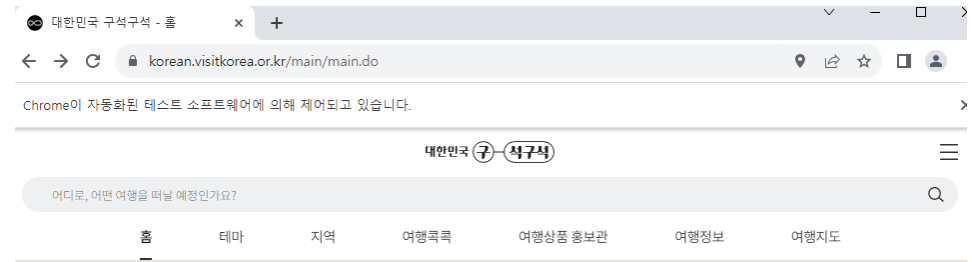 대한민국 구석구석 - 홈
korean.visitkorea.or.kr/main/main.do
Chrome이 자동화된 테스트 소프트웨어에 의해 제어되고 있습니다.
대한민국 구석구석
어디로, 어떤 여행을 떠날 예정인가요?
홈 테마 지역 여행콕콕 여행상품 홍보관 여행정보 여행지도